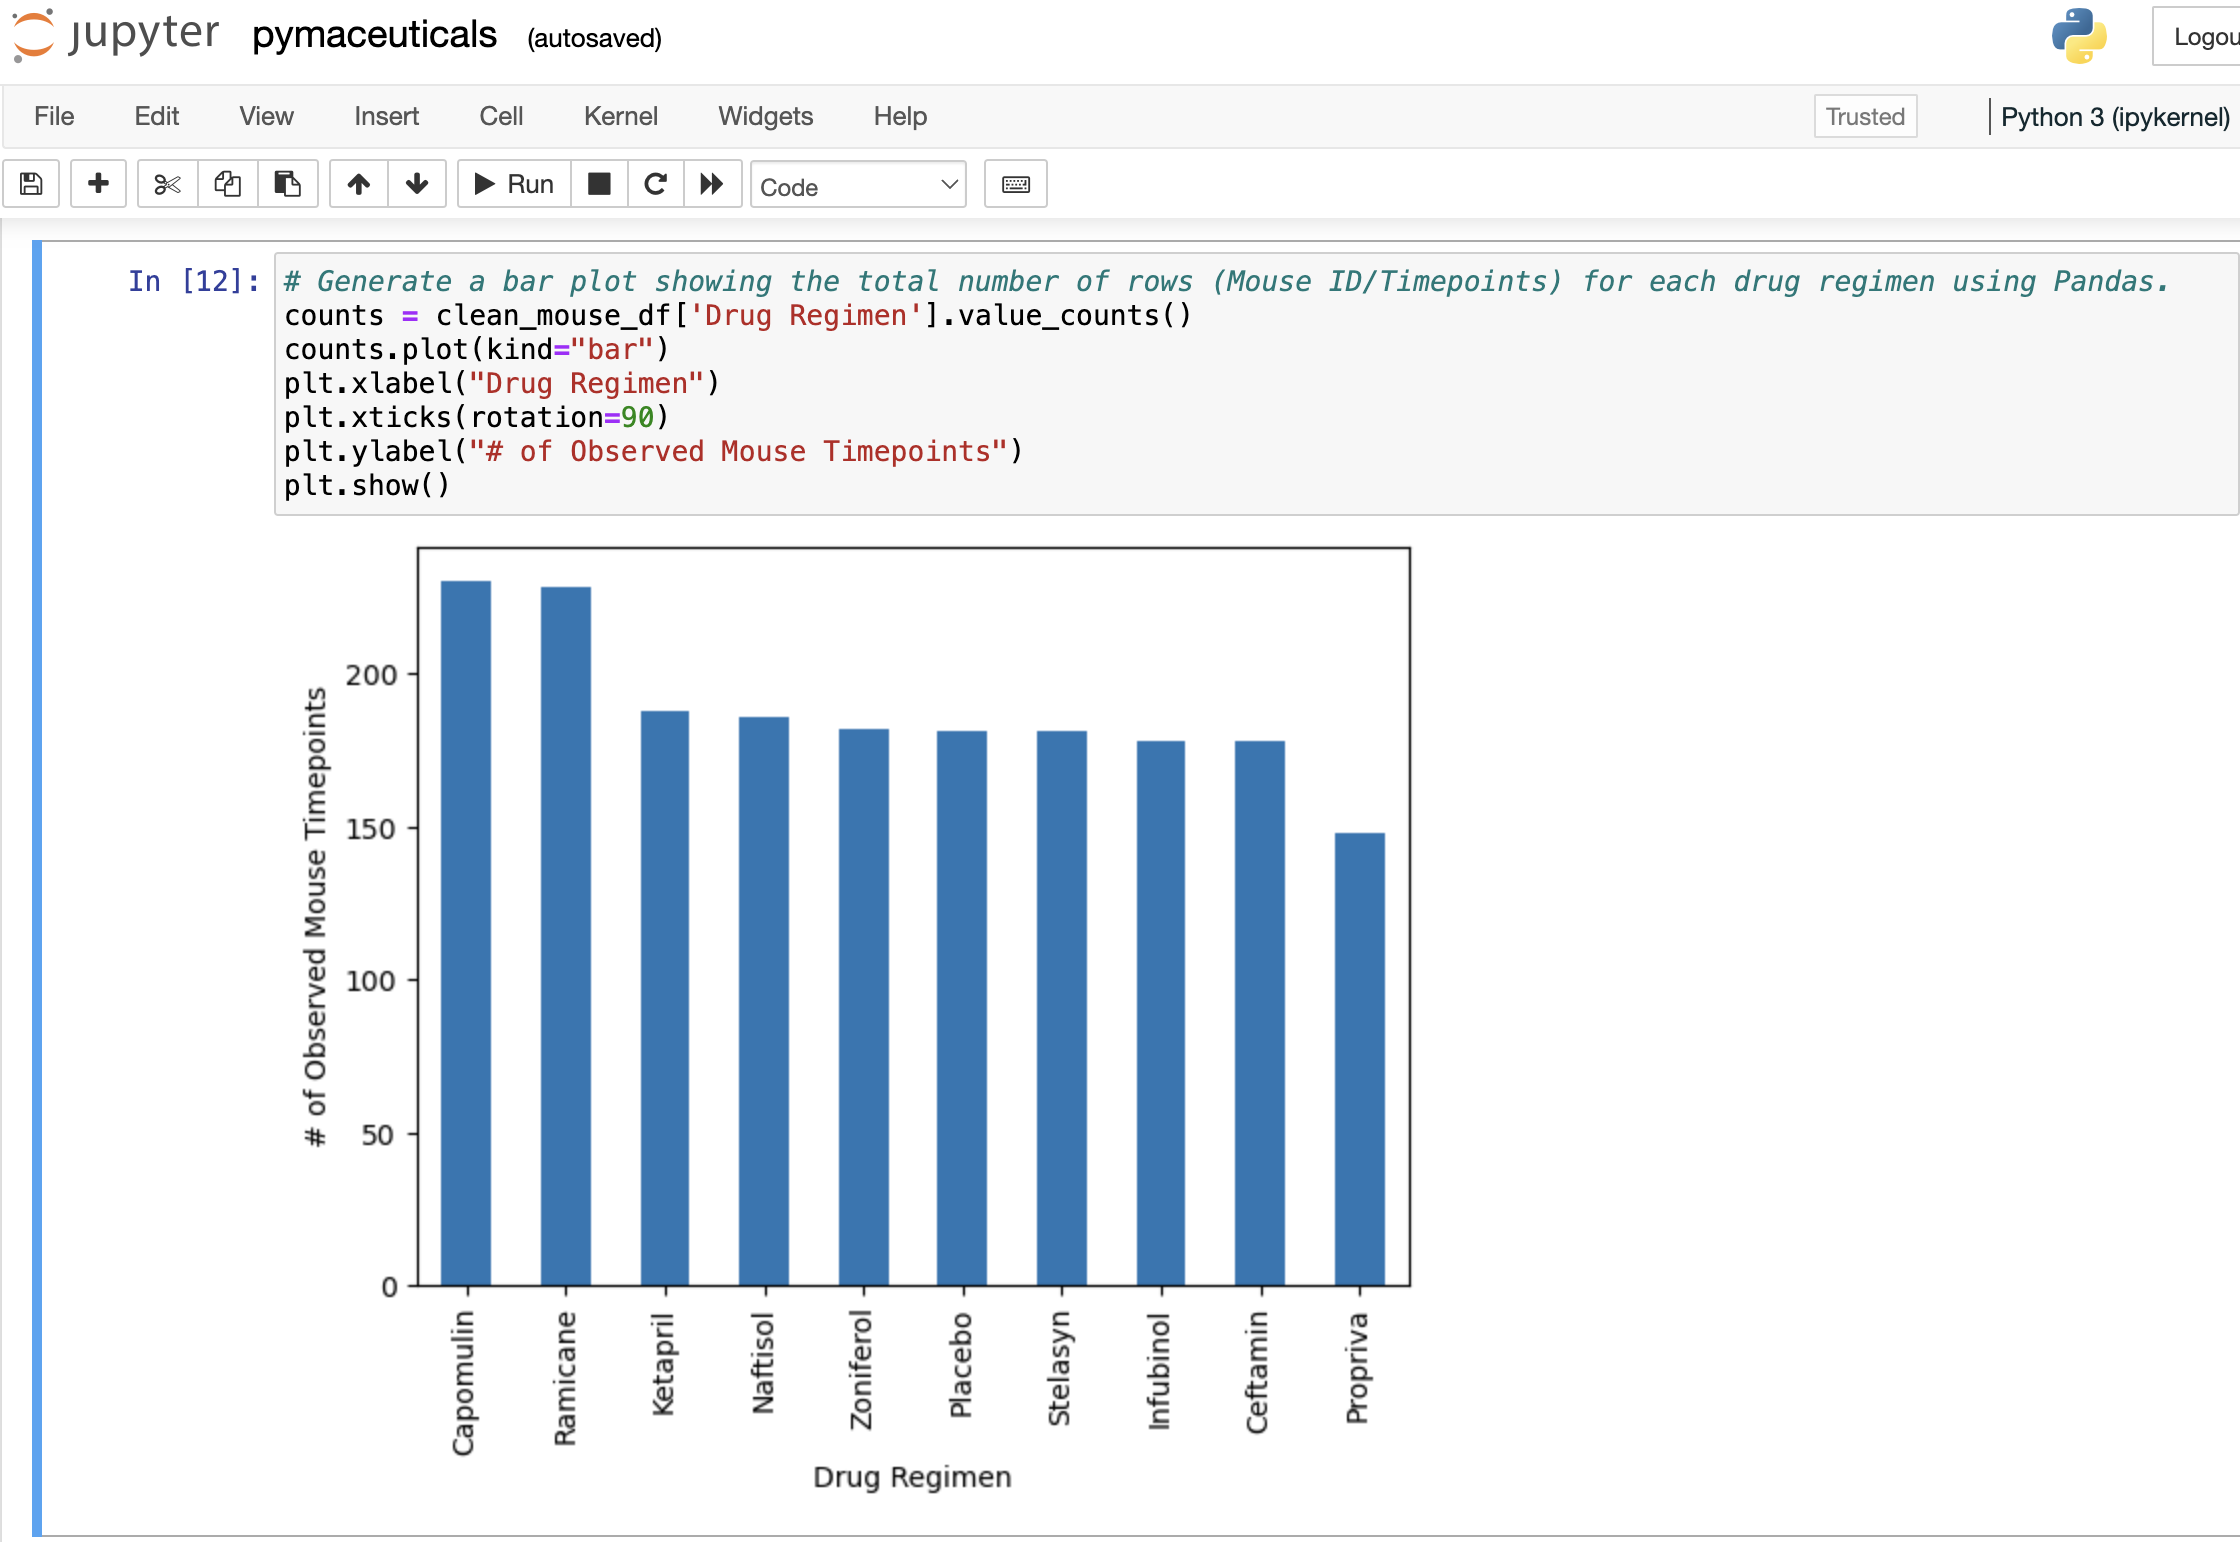 jupyter pymaceuticals (autosaved) Logou
File Edit View Insert Cell Kernel Widgets Help Trusted Python 3 (ipykernel)
Run Code
In [12]: # Generate a bar plot showing the total number of rows (Mouse ID/Timepoints) for each drug regimen using Pandas.
counts = clean_mouse_df['Drug Regimen'].value_counts()
counts.plot(kind="bar")
plt.xlabel("Drug Regimen")
plt.xticks(rotation=90)
plt.ylabel("# of Observed Mouse Timepoints")
plt.show()
# of Observed Mouse Timepoints
200
150
100
50
0
Capomulin
Ramicane
Ketapril
Naftisol
Zoniferol
Placebo
Stelasyn
Infubinol
Ceftamin
Propriva
Drug Regimen